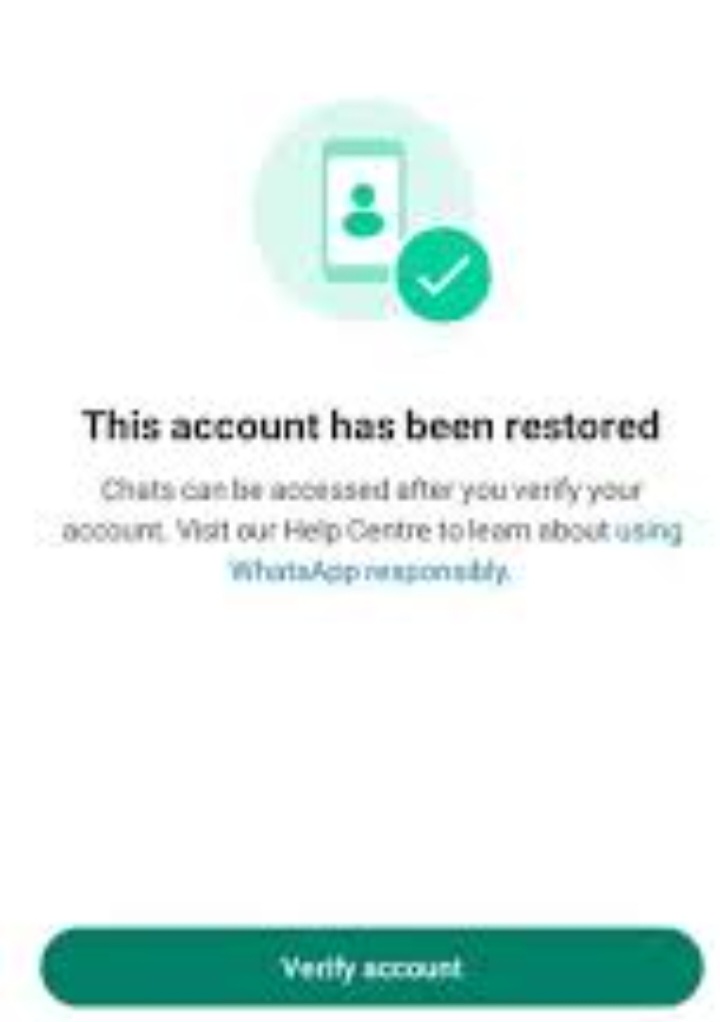 This account has been restored
Chats can be accessed after you verify your
account. Visit our Help Centre to learn about using
WhatsApp responsibly.
Verify account